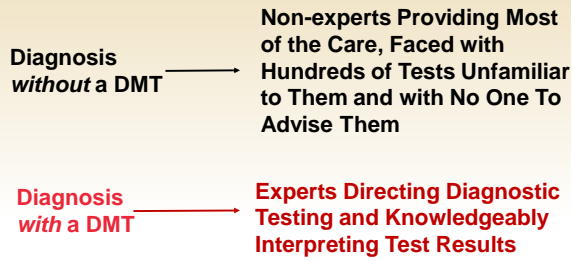 Diagnosis
without a DMT
Non-experts Providing Most
of the Care, Faced with
Hundreds of Tests Unfamiliar
to Them and with No One To
Advise Them
Diagnosis
with a DMT
Experts Directing Diagnostic
Testing and Knowledgeably
Interpreting Test Results